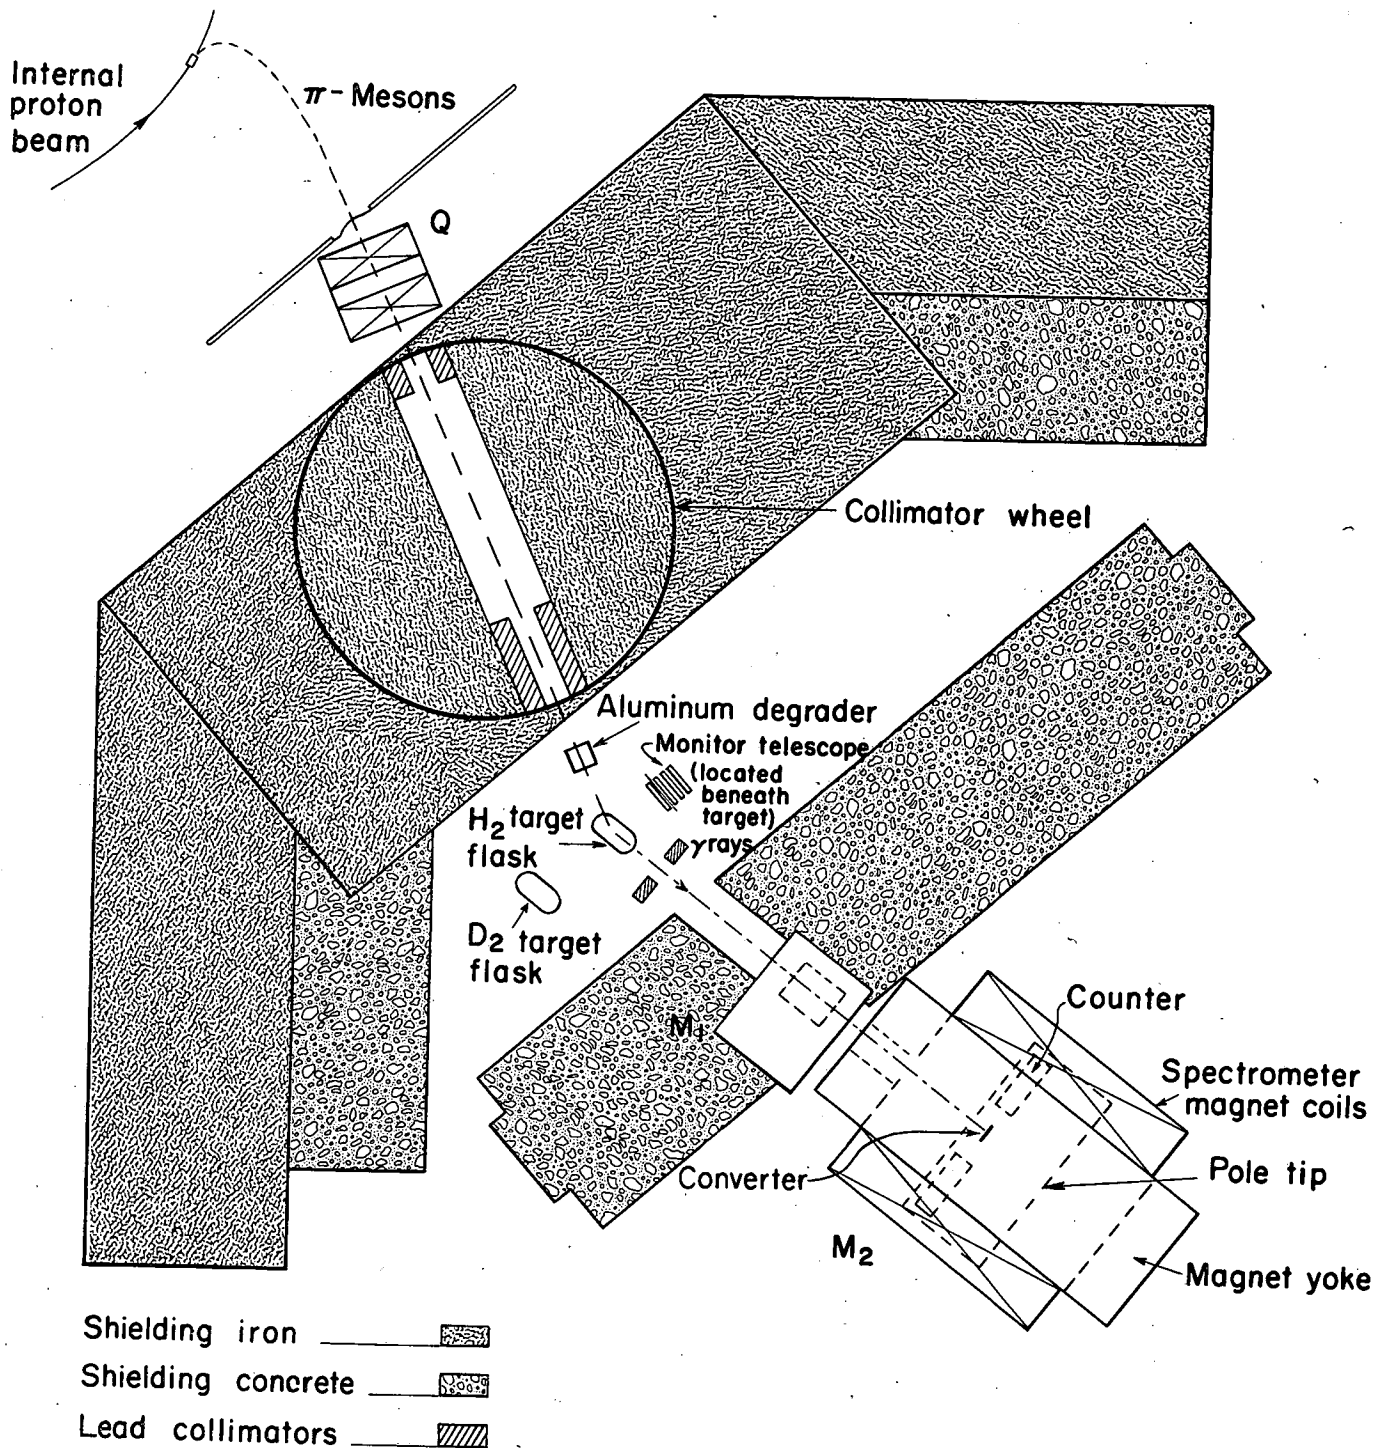 Internal
proton
beam
π- Mesons
Q
Collimator wheel
Aluminum degrader
Monitor telescope
(located
beneath
target)
H2 target
flask
γ rays
D2 target
flask
M1
Counter
Spectrometer
magnet coils
Converter
Pole tip
M2
Magnet yoke
Shielding iron
Shielding concrete
Lead collimators